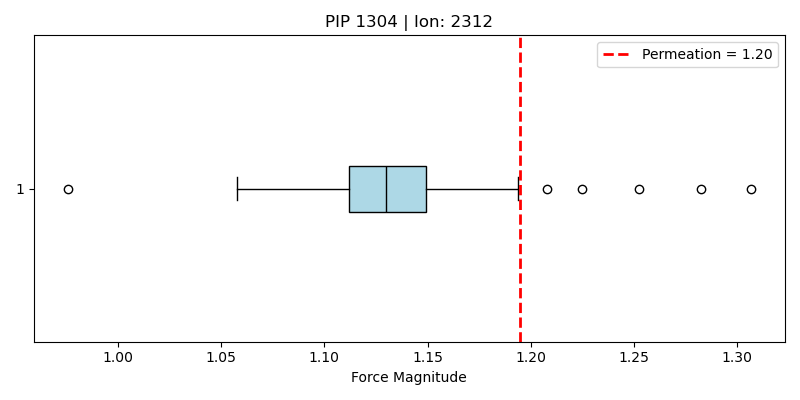 PIP 1304 | Ion: 2312
Permeation = 1.20
1
1.00 1.05 1.10 1.15 1.20 1.25 1.30
Force Magnitude